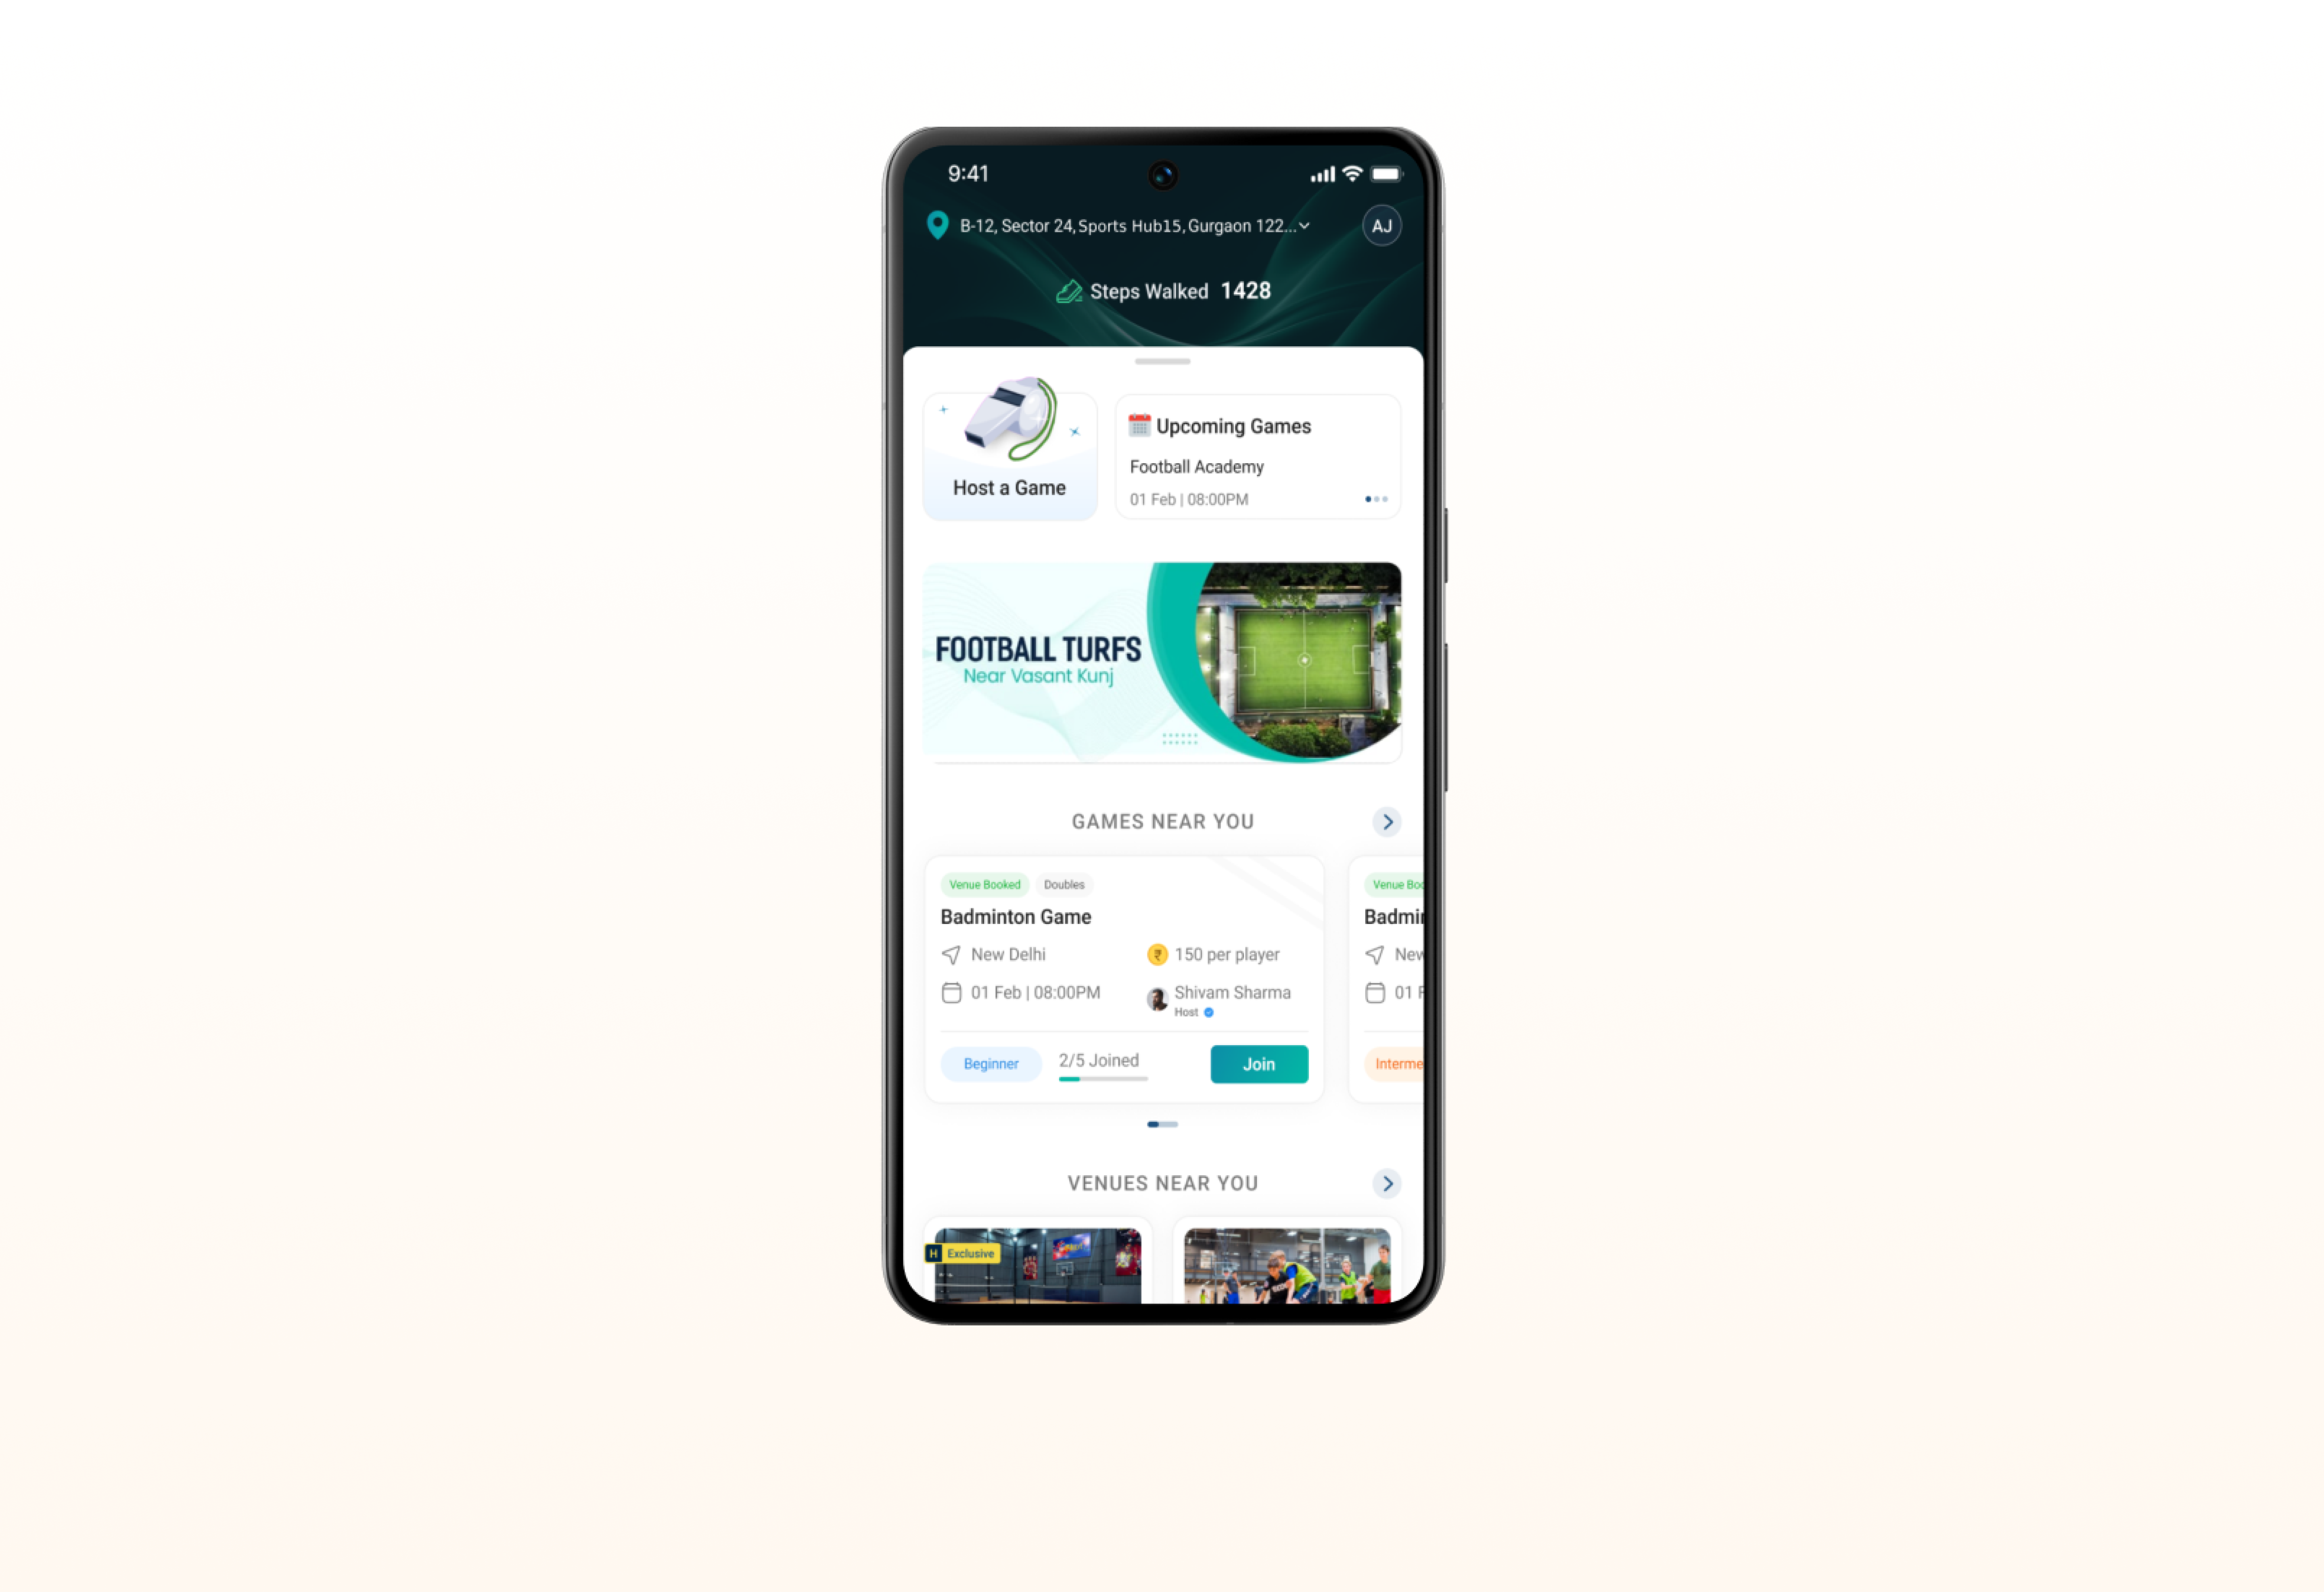 9:41
B-12, Sector 24, Sports Hub15, Gurgaon 122...
AJ
Steps Walked 1428
Host a Game
Upcoming Games
Football Academy
01 Feb | 08:00PM
FOOTBALL TURFS
Near Vasant Kunj
GAMES NEAR YOU
Venue Booked
Doubles
Badminton Game
New Delhi
₹ 150 per player
01 Feb | 08:00PM
Shivam Sharma
Host
Beginner
2/5 Joined
Join
Venue Boo
Badmin
New
01 F
Interme
VENUES NEAR YOU
H Exclusive